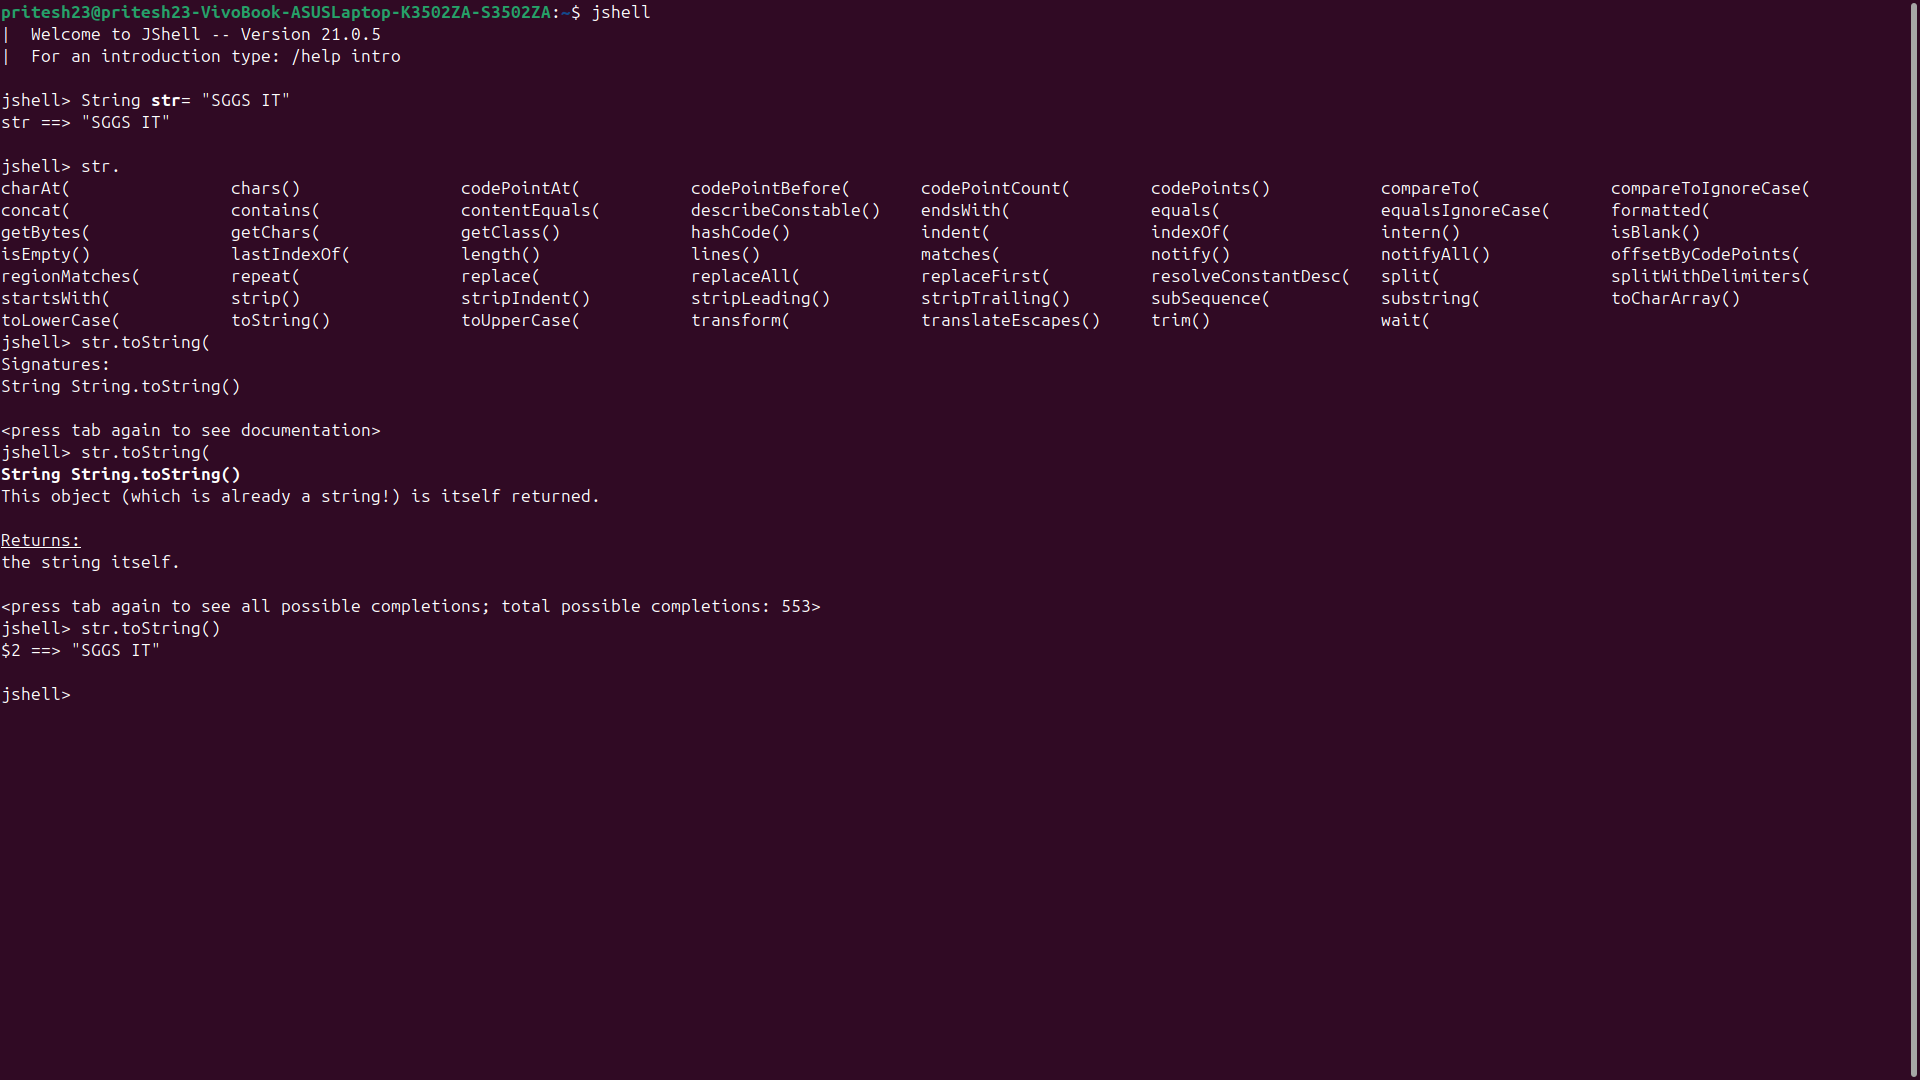 pritesh23@pritesh23-VivoBook-ASUSLaptop-K3502ZA-S3502ZA:~$ jshell
|  Welcome to JShell -- Version 21.0.5
|  For an introduction type: /help intro
jshell> String str= "SGGS IT"
str ==> "SGGS IT"
jshell> str.
charAt( chars() codePointAt( codePointBefore( codePointCount( codePoints() compareTo( compareToIgnoreCase(
concat( contains( contentEquals( describeConstable() endsWith( equals( equalsIgnoreCase( formatted(
getBytes( getChars( getClass() hashCode() indent( indexOf( intern() isBlank()
isEmpty() lastIndexOf( length() lines() matches( notify() notifyAll() offsetByCodePoints(
regionMatches( repeat( replace( replaceAll( replaceFirst( resolveConstantDesc( split( splitWithDelimiters(
startsWith( strip() stripIndent() stripLeading() stripTrailing() subSequence( substring( toCharArray()
toLowerCase( toString() toUpperCase( transform( translateEscapes() trim() wait(
jshell> str.toString(
Signatures:
String String.toString()
<press tab again to see documentation>
jshell> str.toString(
String String.toString()
This object (which is already a string!) is itself returned.
Returns:
the string itself.
<press tab again to see all possible completions; total possible completions: 553>
jshell> str.toString()
$2 ==> "SGGS IT"
jshell>